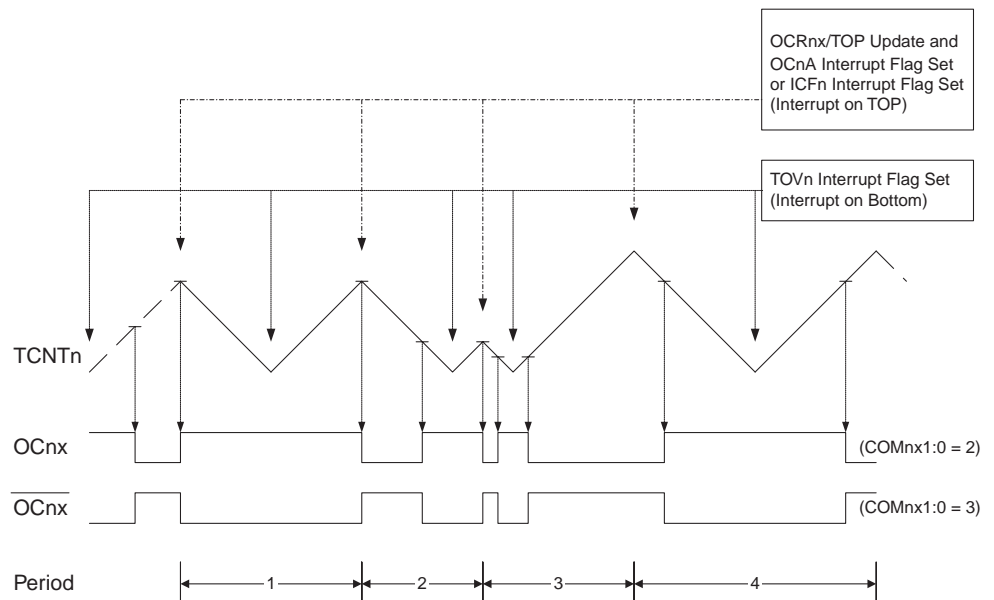 OCRnx/TOP Update and
OCnA Interrupt Flag Set
or ICFn Interrupt Flag Set
(Interrupt on TOP)
TOVn Interrupt Flag Set
(Interrupt on Bottom)
TCNTn
OCnx
(COMnx1:0 = 2)
OCnx
(COMnx1:0 = 3)
Period
1
2
3
4